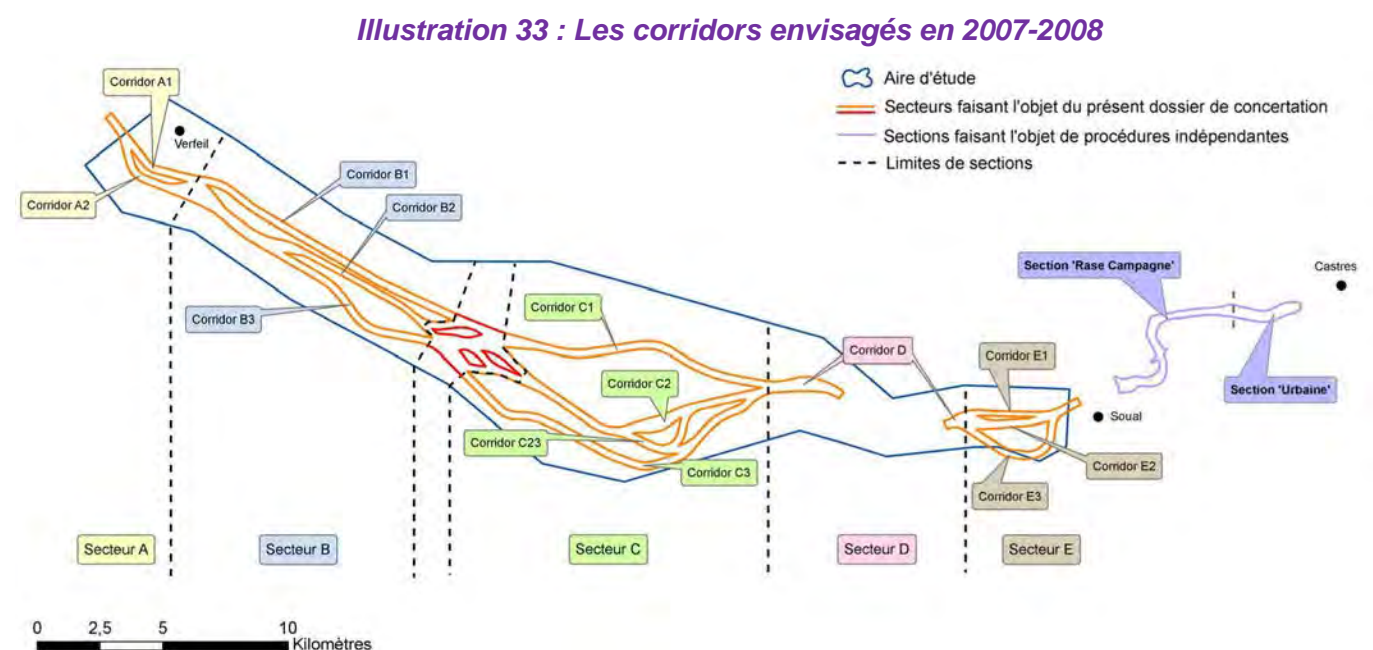 Illustration 33 : Les corridors envisagés en 2007-2008
Corridor A1
Aire d'étude
Secteurs faisant l'objet du présent dossier de concertation
Sections faisant l'objet de procédures indépendantes
Limites de sections
Verfeil
Corridor B1
Corridor A2
Corridor B2
Section 'Rase Campagne'
Castres
Corridor C1
Corridor B3
Corridor D
Corridor E1
Corridor C2
Section 'Urbaine'
Soual
Corridor C23
Corridor C3
Corridor E2
Corridor E3
Secteur A
Secteur B
Secteur C
Secteur D
Secteur E
0 2,5 5 10
Kilomètres